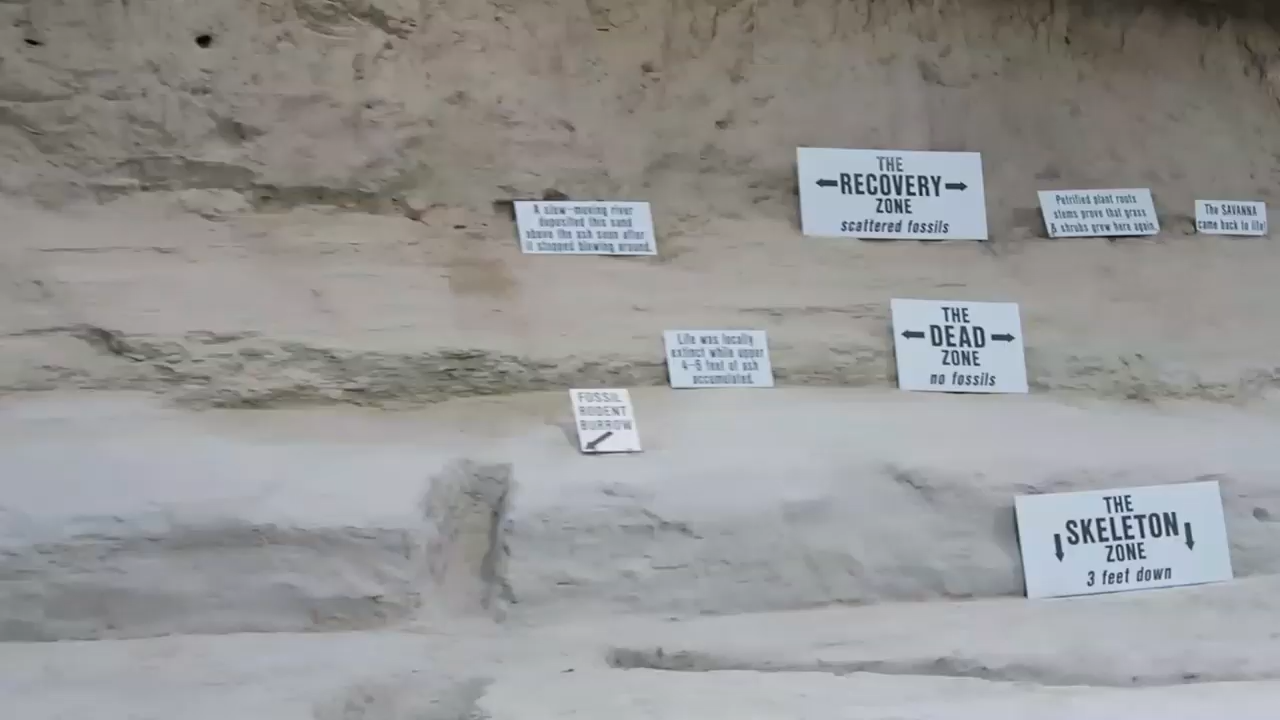 THE
RECOVERY
ZONE
scattered fossils
A slow-moving river
deposited this sand
above the ash soon after
it stopped blowing around.
Petrified plant roots
stems prove that grass
& shrubs grew here again.
The SAVANNA
came back to life!
THE
DEAD
ZONE
no fossils
Life was locally
extinct while upper
4-6 feet of ash
accumulated.
FOSSIL
RODENT
BURROW
THE
SKELETON
ZONE
3 feet down